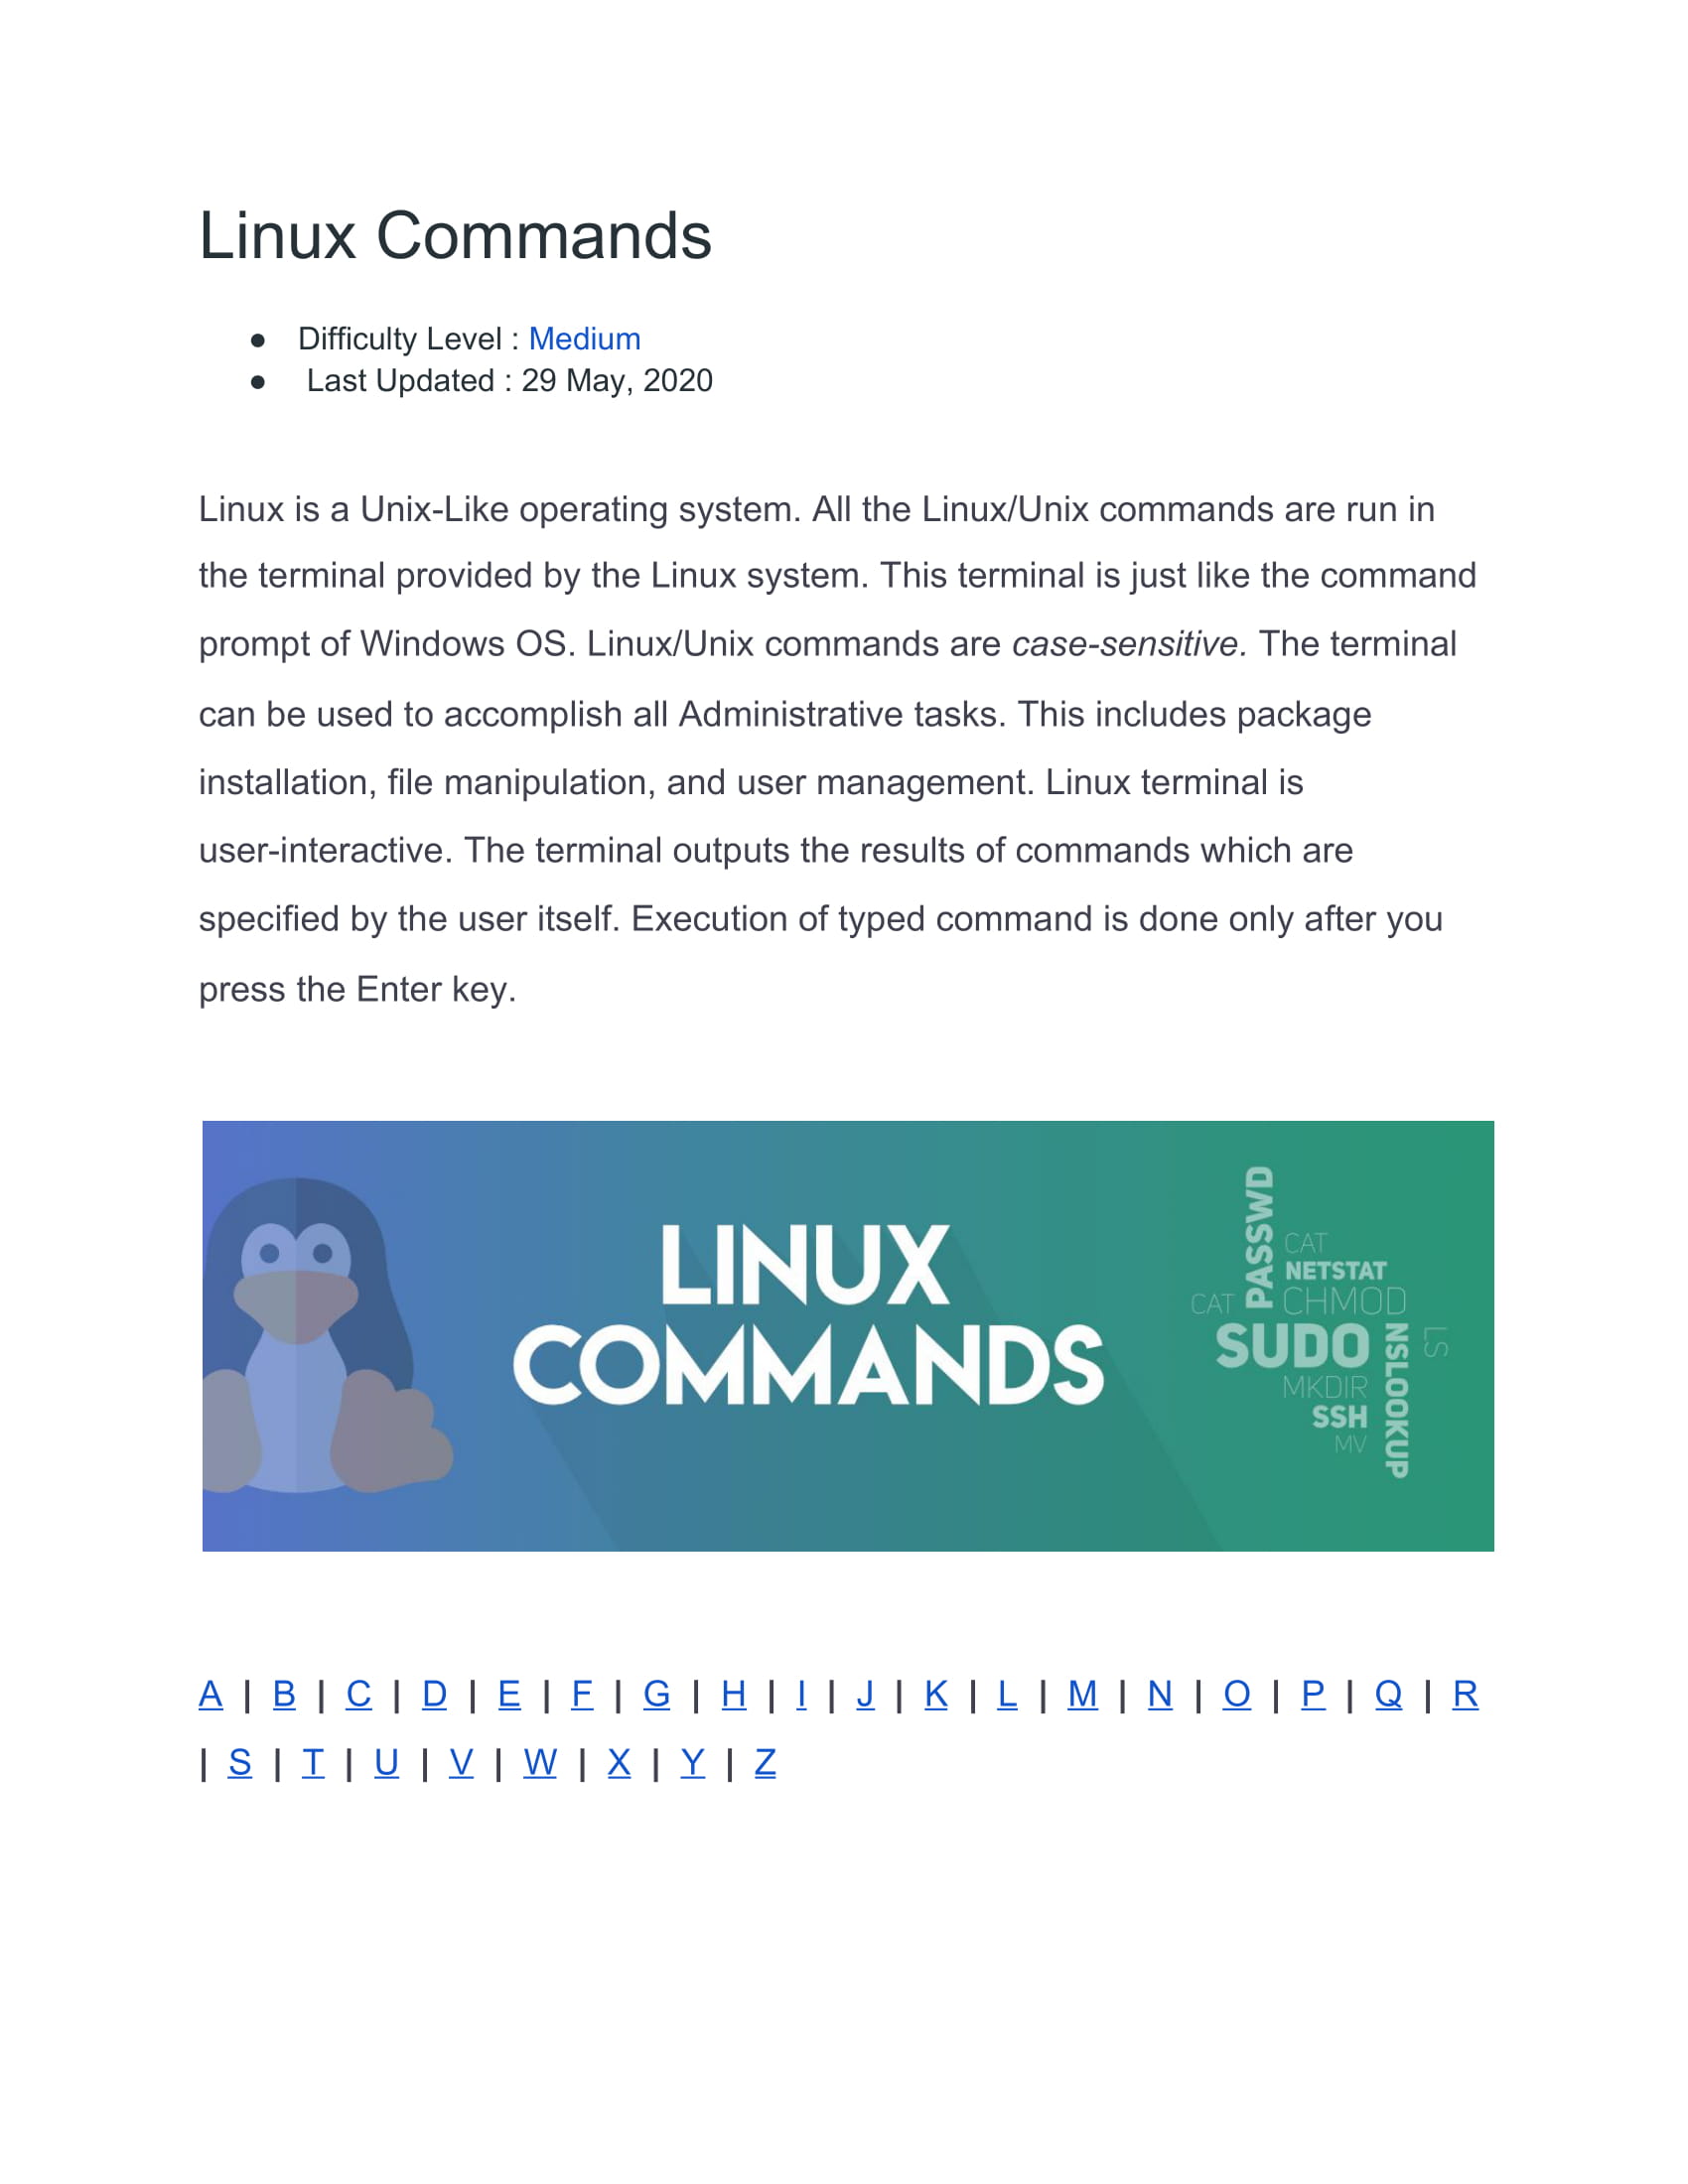 Linux Commands
● Difficulty Level : Medium
● Last Updated : 29 May, 2020
Linux is a Unix-Like operating system. All the Linux/Unix commands are run in
the terminal provided by the Linux system. This terminal is just like the command
prompt of Windows OS. Linux/Unix commands are case-sensitive. The terminal
can be used to accomplish all Administrative tasks. This includes package
installation, file manipulation, and user management. Linux terminal is
user-interactive. The terminal outputs the results of commands which are
specified by the user itself. Execution of typed command is done only after you
press the Enter key.
LINUX
COMMANDS
PASSWD
CAT
NETSTAT
CAT
CHMOD
SUDO
NSLOOKUP
LS
MKDIR
SSH
MV
A | B | C | D | E | F | G | H | I | J | K | L | M | N | O | P | Q | R
| S | T | U | V | W | X | Y | Z